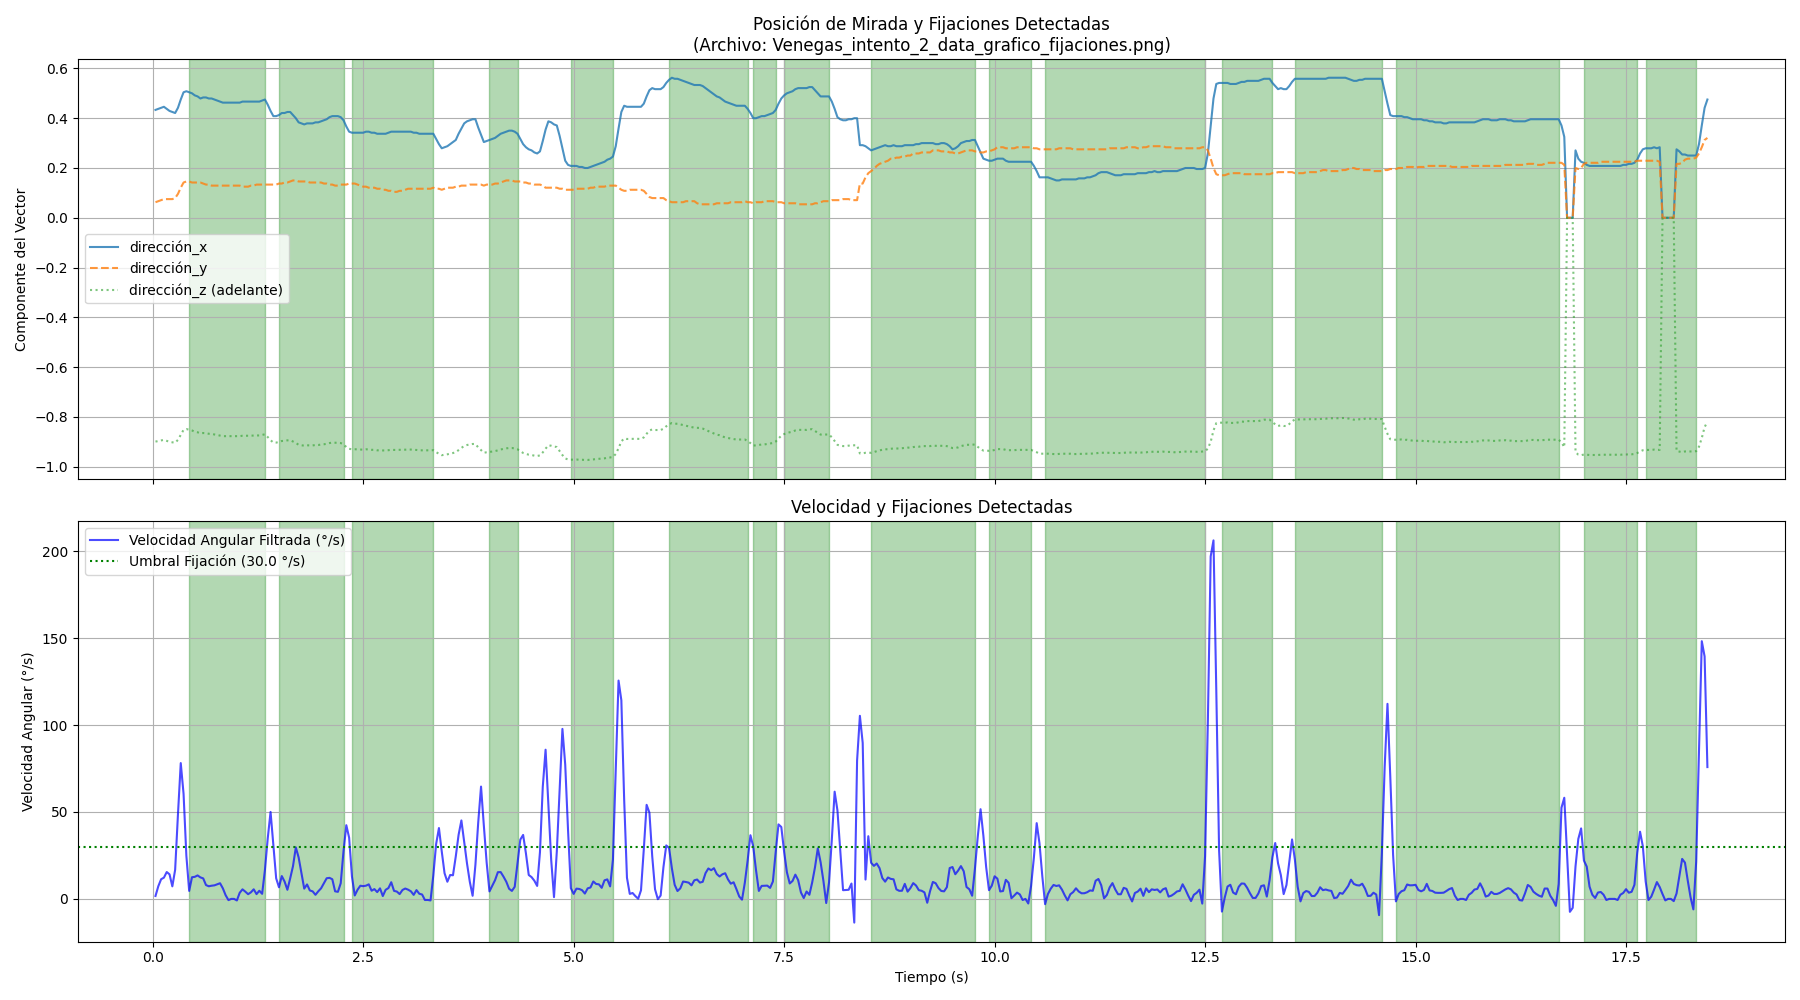 Posición de Mirada y Fijaciones Detectadas
(Archivo: Venegas_intento_2_data_grafico_fijaciones.png)
0.6
0.4
0.2
0.0
−0.2
−0.4
−0.6
−0.8
−1.0
Componente del Vector
dirección_x
dirección_y
dirección_z (adelante)
Velocidad y Fijaciones Detectadas
200
150
100
50
0
Velocidad Angular (°/s)
Velocidad Angular Filtrada (°/s)
Umbral Fijación (30.0 °/s)
0.0 2.5 5.0 7.5 10.0 12.5 15.0 17.5
Tiempo (s)